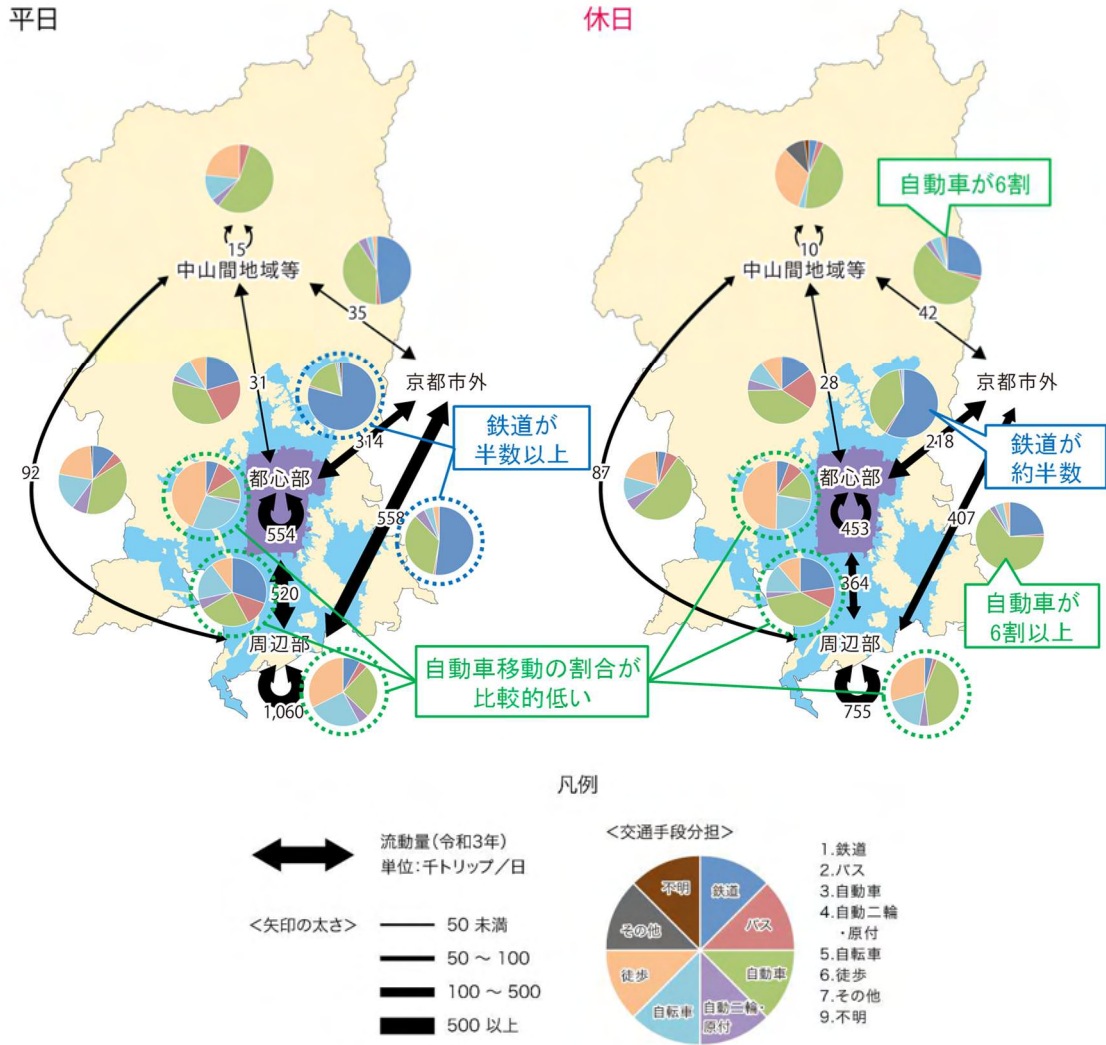 平日
15
中山間地域等
35
31
京都市外
314
鉄道が
半数以上
92
都心部
554
558
520
周辺部
1,060
休日
自動車が6割
10
中山間地域等
42
28
京都市外
218
鉄道が
約半数
87
都心部
453
407
364
自動車が
6割以上
周辺部
755
自動車移動の割合が
比較的低い
凡例
流動量(令和3年)
単位:千トリップ/日
<矢印の太さ>
50 未満
50 ～ 100
100 ～ 500
500 以上
<交通手段分担>
不明
鉄道
その他
バス
徒歩
自動車
自転車
自動二輪・
原付
1.鉄道
2.バス
3.自動車
4.自動二輪
・原付
5.自転車
6.徒歩
7.その他
9.不明